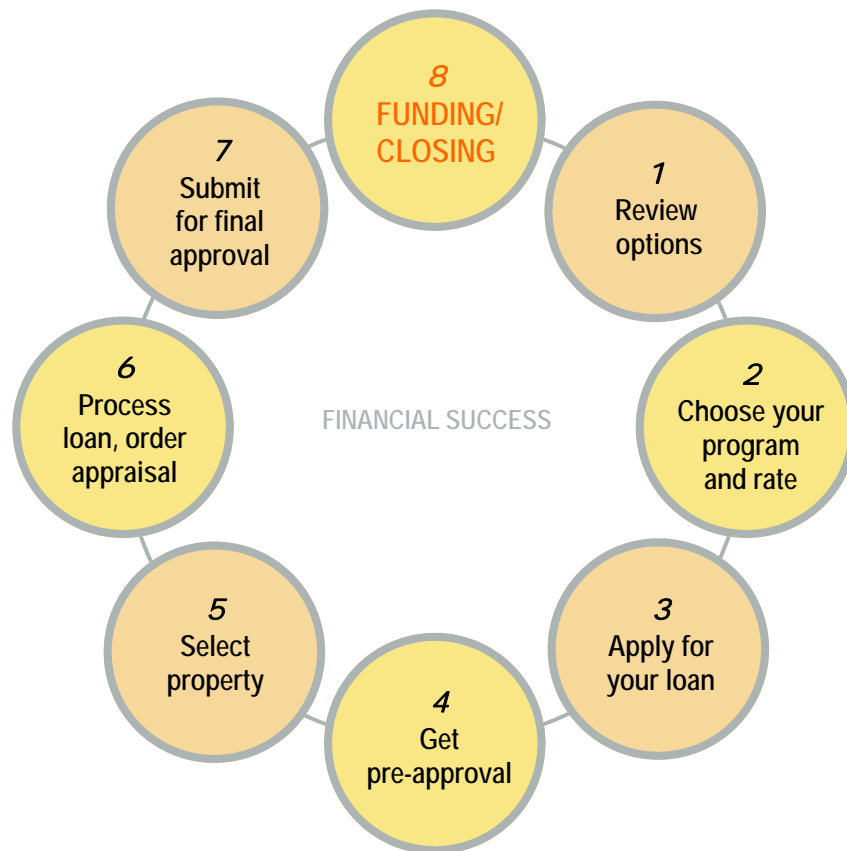 8
FUNDING/
CLOSING
1
Review
options
2
Choose your
program
and rate
3
Apply for
your loan
4
Get
pre-approval
5
Select
property
6
Process
loan, order
appraisal
7
Submit
for final
approval
FINANCIAL SUCCESS